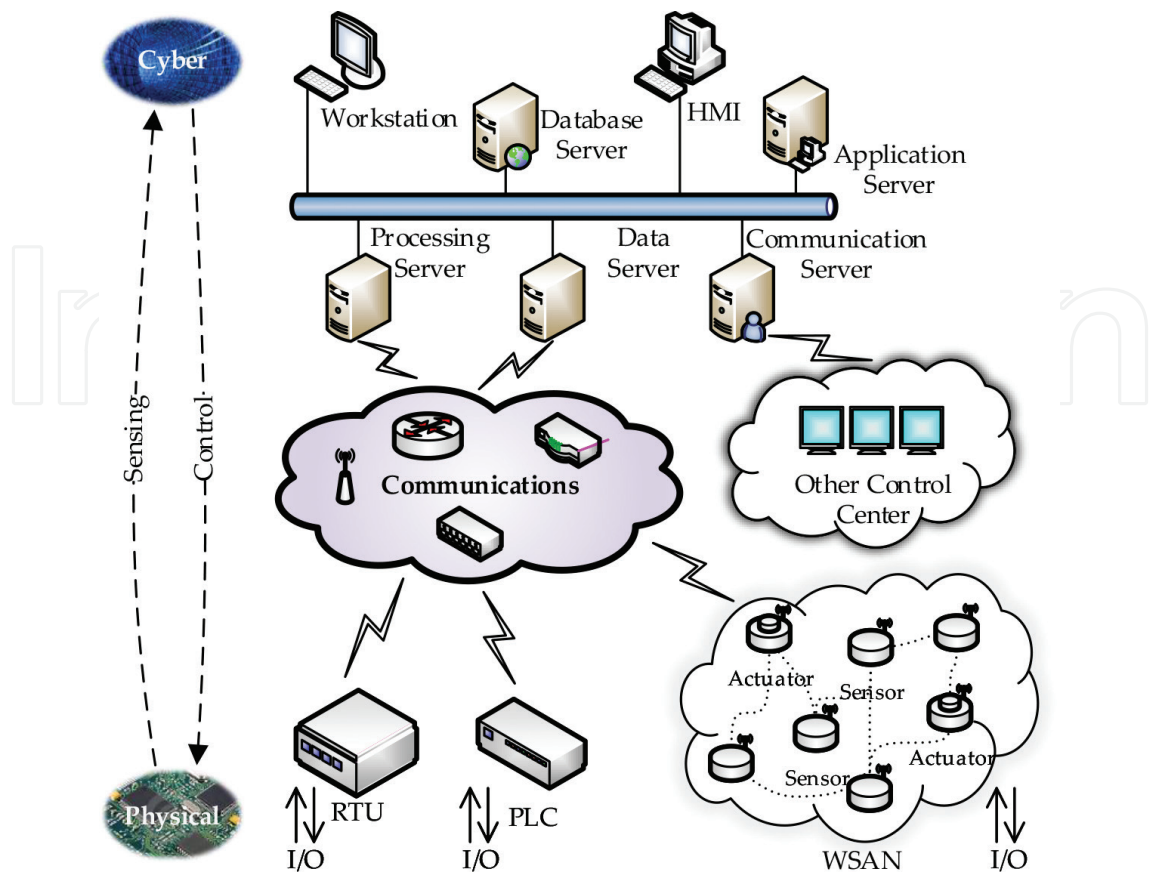 Cyber
Workstation
Database
Server
HMI
Application
Server
Processing
Server
Data
Server
Communication
Server
Sensing
Control
Communications
Other Control
Center
Actuator
Sensor
Sensor
Actuator
Physical
RTU
PLC
I/O
I/O
WSAN
I/O